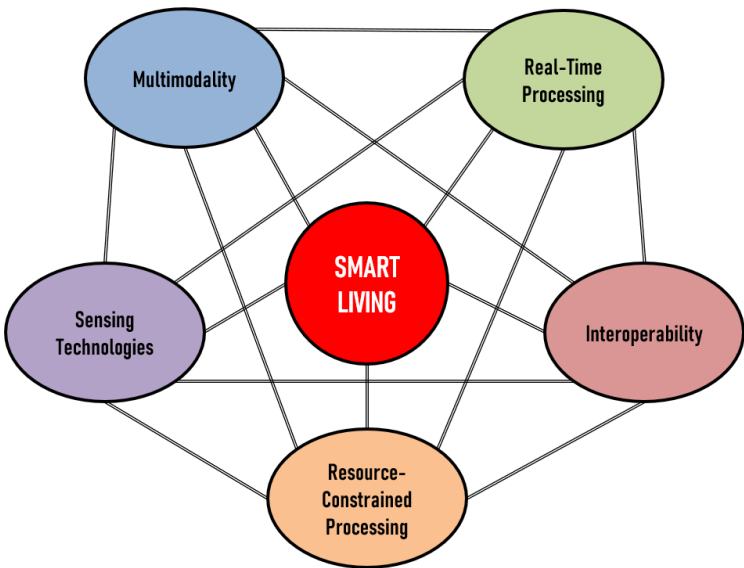 Multimodality
Real-Time
Processing
SMART
LIVING
Sensing
Technologies
Interoperability
Resource-
Constrained
Processing